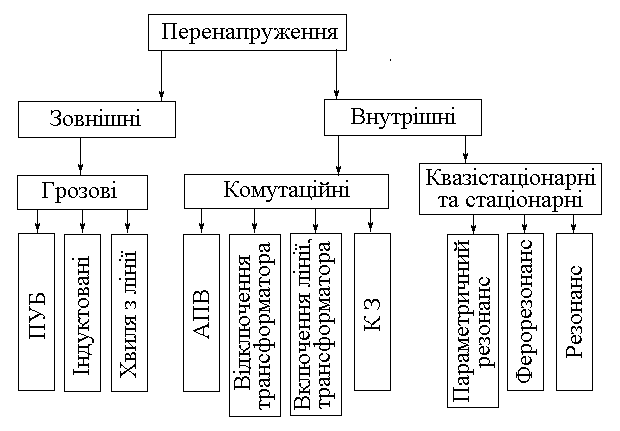 Перенапруження
Зовнішні
Внутрішні
Грозові
Комутаційні
Квазістаціонарні
та стаціонарні
ПУБ
Індуктовані
Хвиля з лінії
АПВ
Відключення
трансформатора
Включення лінії,
трансформатора
К З
Параметричний
резонанс
Ферорезонанс
Резонанс